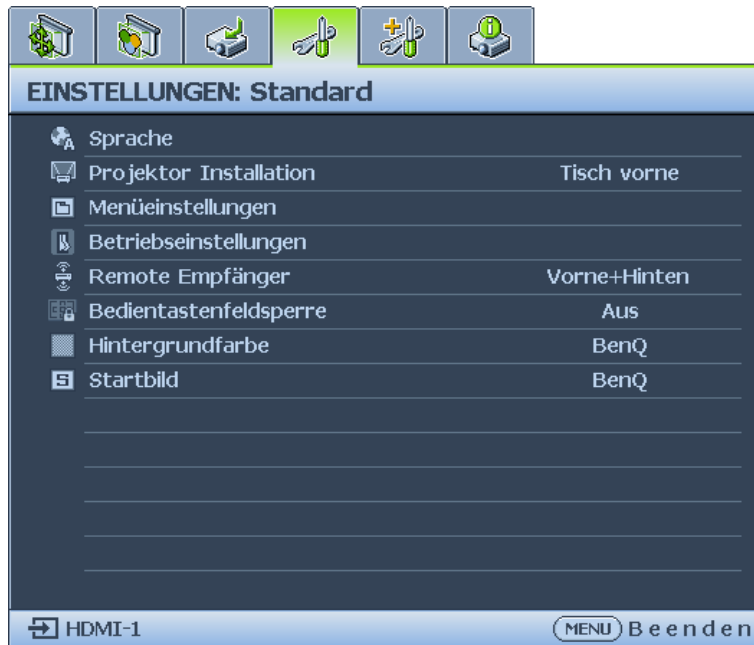 EINSTELLUNGEN: Standard
Sprache
Projektor Installation Tisch vorne
Menüeinstellungen
Betriebseinstellungen
Remote Empfänger Vorne+Hinten
Bedientastenfeldsperre Aus
Hintergrundfarbe BenQ
Startbild BenQ
HDMI-1 MENU Beenden